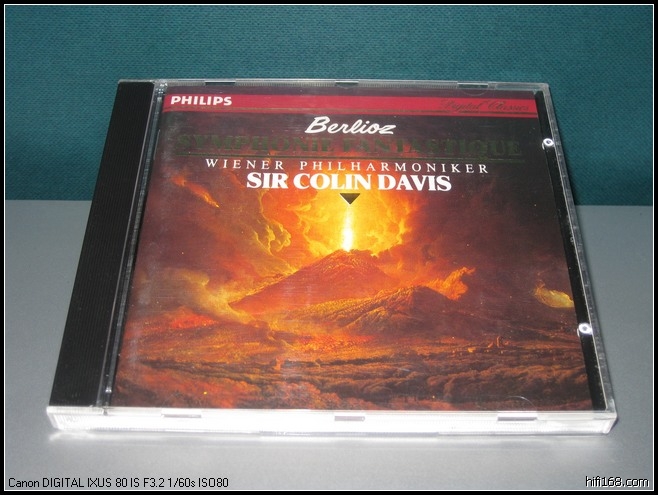 PHILIPS
Digital Classics
Berlioz
SYMPHONIE FANTASTIQUE
WIENER PHILHARMONIKER
SIR COLIN DAVIS
Canon DIGITAL IXUS 80 IS F3.2 1/60s ISO80
hifi168.com